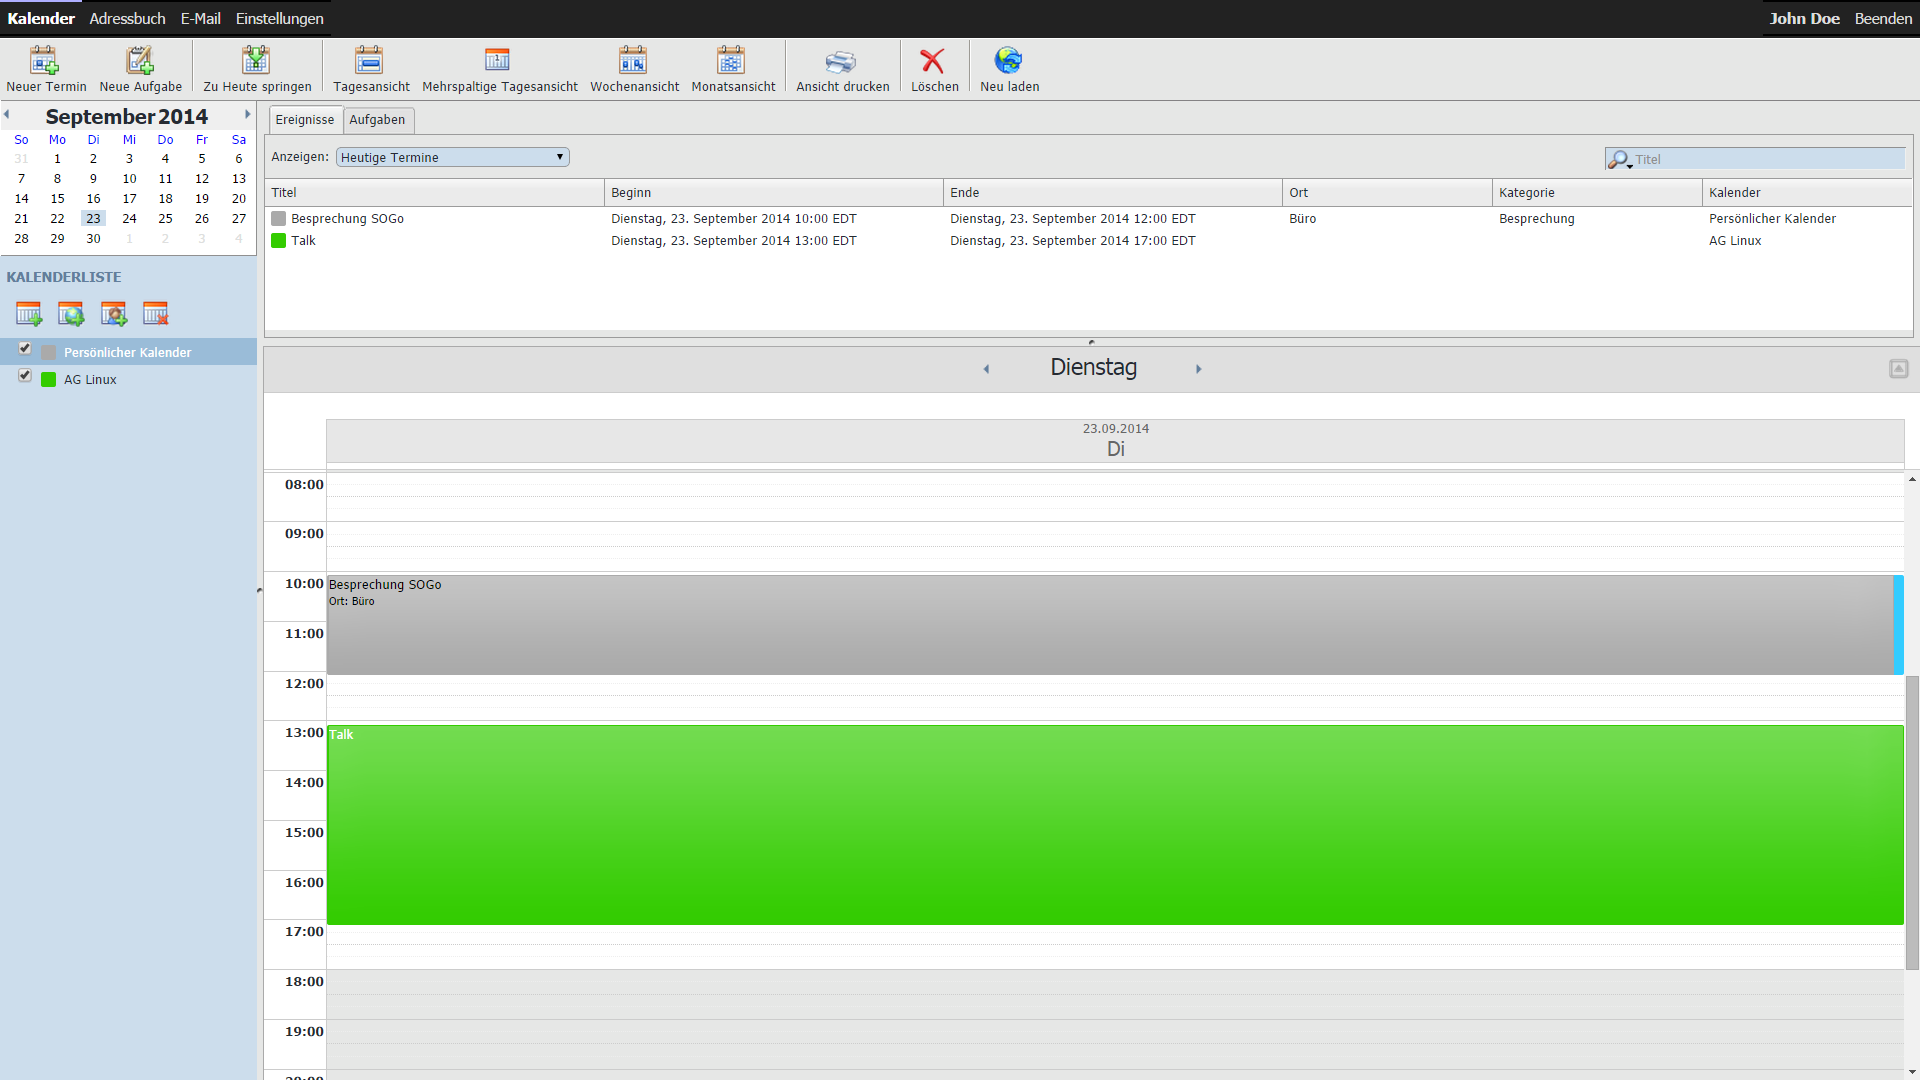 Kalender Adressbuch E-Mail Einstellungen John Doe Beenden
Neuer Termin Neue Aufgabe Zu Heute springen Tagesansicht Mehrspaltige Tagesansicht Wochenansicht Monatsansicht Ansicht drucken Löschen Neu laden
September 2014
So Mo Di Mi Do Fr Sa
31 1 2 3 4 5 6
7 8 9 10 11 12 13
14 15 16 17 18 19 20
21 22 23 24 25 26 27
28 29 30 1 2 3 4
KALENDERLISTE
Persönlicher Kalender
AG Linux
Ereignisse Aufgaben
Anzeigen: Heutige Termine Titel
Titel Beginn Ende Ort Kategorie Kalender
Besprechung SOGo Dienstag, 23. September 2014 10:00 EDT Dienstag, 23. September 2014 12:00 EDT Büro Besprechung Persönlicher Kalender
Talk Dienstag, 23. September 2014 13:00 EDT Dienstag, 23. September 2014 17:00 EDT AG Linux
Dienstag
23.09.2014
Di
08:00
09:00
10:00 Besprechung SOGo
Ort: Büro
11:00
12:00
13:00 Talk
14:00
15:00
16:00
17:00
18:00
19:00